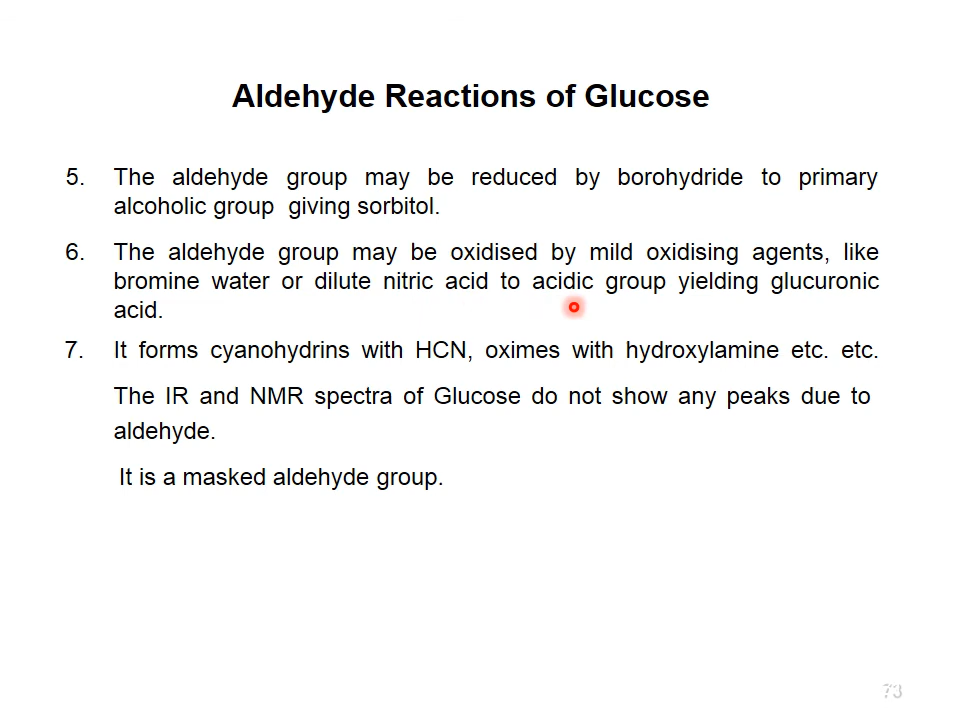 Aldehyde Reactions of Glucose
5. The aldehyde group may be reduced by borohydride to primary
alcoholic group giving sorbitol.
6. The aldehyde group may be oxidised by mild oxidising agents, like
bromine water or dilute nitric acid to acidic group yielding glucuronic
acid.
7. It forms cyanohydrins with HCN, oximes with hydroxylamine etc. etc.
The IR and NMR spectra of Glucose do not show any peaks due to
aldehyde.
It is a masked aldehyde group.
73